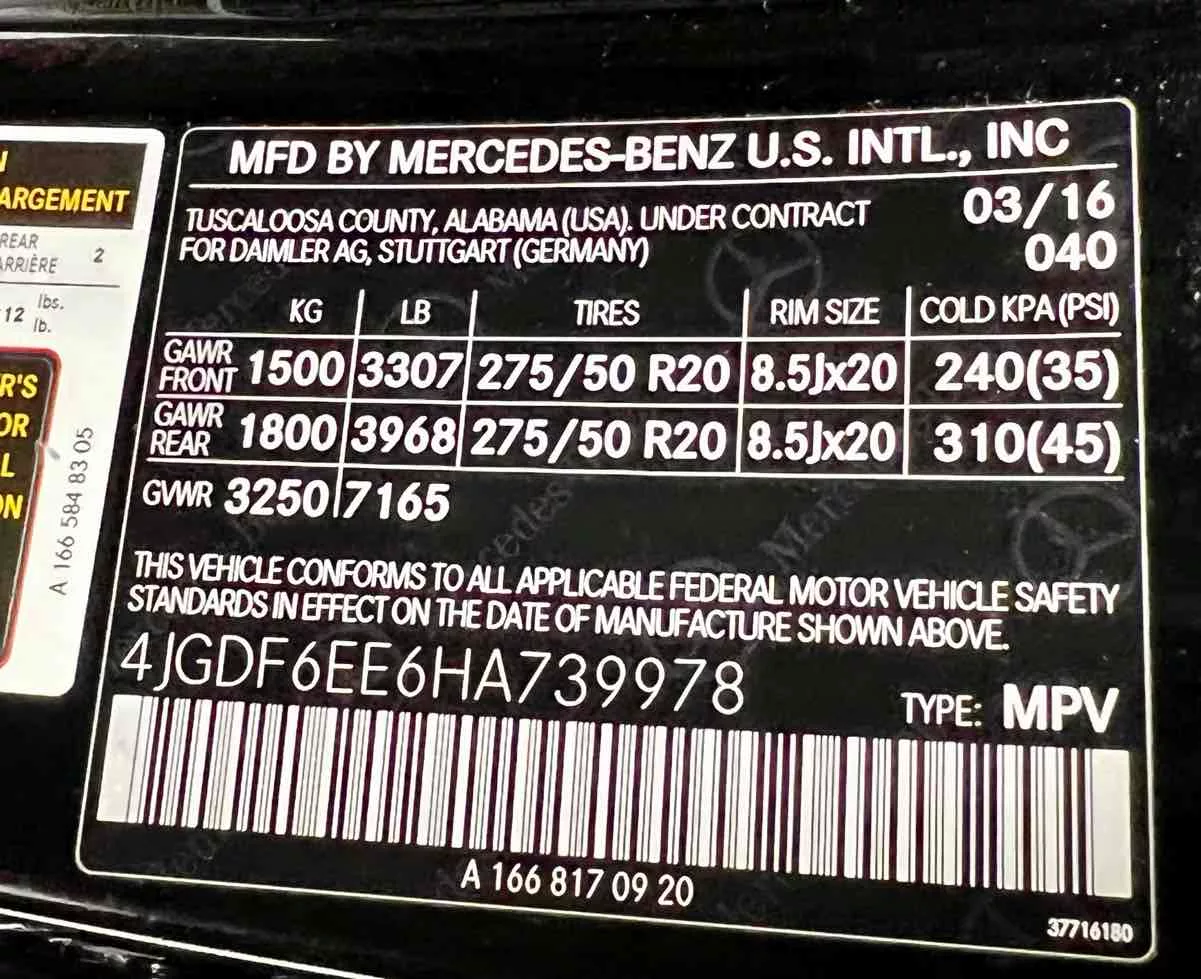 ARGEMENT
REAR
ARRIÈRE 2
lbs.
12 lb.
R'S
OR
L
ON
A 166 584 83 05
MFD BY MERCEDES-BENZ U.S. INTL., INC
TUSCALOOSA COUNTY, ALABAMA (USA). UNDER CONTRACT 03/16
FOR DAIMLER AG, STUTTGART (GERMANY) 040
KG LB TIRES RIM SIZE COLD KPA (PSI)
GAWR FRONT 1500 3307 275/50 R20 8.5Jx20 240(35)
GAWR REAR 1800 3968 275/50 R20 8.5Jx20 310(45)
GVWR 3250 7165
THIS VEHICLE CONFORMS TO ALL APPLICABLE FEDERAL MOTOR VEHICLE SAFETY
STANDARDS IN EFFECT ON THE DATE OF MANUFACTURE SHOWN ABOVE.
4JGDF6EE6HA739978
TYPE: MPV
A 166 817 09 20
37716180